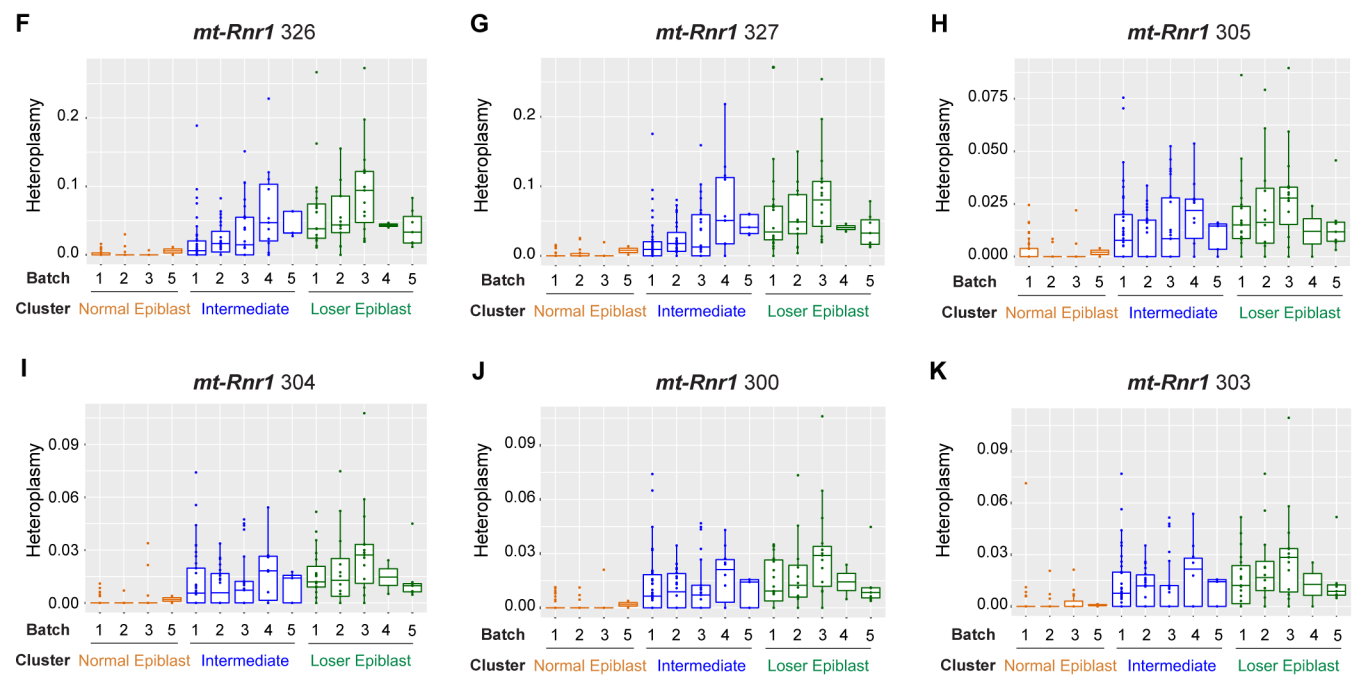 F
mt-Rnr1 326
Heteroplasmy
0.2
0.1
0.0
Batch 1 2 3 5 1 2 3 4 5 1 2 3 4 5
Cluster Normal Epiblast Intermediate Loser Epiblast
G
mt-Rnr1 327
Heteroplasmy
0.2
0.1
0.0
Batch 1 2 3 5 1 2 3 4 5 1 2 3 4 5
Cluster Normal Epiblast Intermediate Loser Epiblast
H
mt-Rnr1 305
Heteroplasmy
0.075
0.050
0.025
0.000
Batch 1 2 3 5 1 2 3 4 5 1 2 3 4 5
Cluster Normal Epiblast Intermediate Loser Epiblast
I
mt-Rnr1 304
Heteroplasmy
0.09
0.06
0.03
0.00
Batch 1 2 3 5 1 2 3 4 5 1 2 3 4 5
Cluster Normal Epiblast Intermediate Loser Epiblast
J
mt-Rnr1 300
Heteroplasmy
0.09
0.06
0.03
0.00
Batch 1 2 3 5 1 2 3 4 5 1 2 3 4 5
Cluster Normal Epiblast Intermediate Loser Epiblast
K
mt-Rnr1 303
Heteroplasmy
0.09
0.06
0.03
0.00
Batch 1 2 3 5 1 2 3 4 5 1 2 3 4 5
Cluster Normal Epiblast Intermediate Loser Epiblast